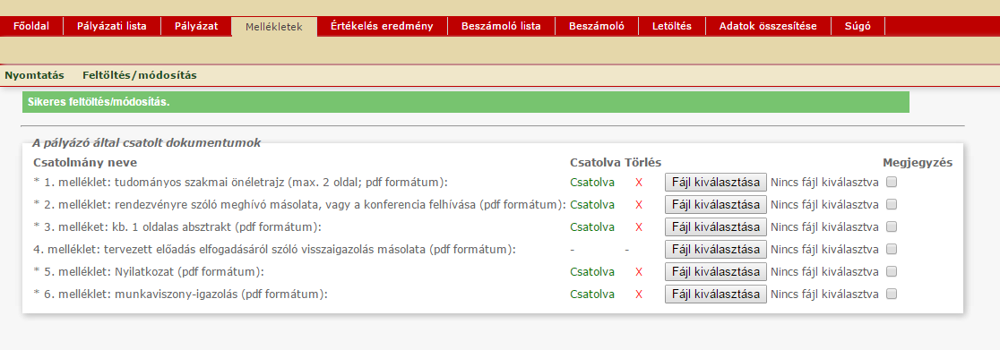 Főoldal Pályázati lista Pályázat Mellékletek Értékelés eredmény Beszámoló lista Beszámoló Letöltés Adatok összesítése Súgó
Nyomtatás Feltöltés/módosítás
Sikeres feltöltés/módosítás.
A pályázó által csatolt dokumentumok
Csatolmány neve Csatolva Törlés Megjegyzés
* 1. melléklet: tudományos szakmai önéletrajz (max. 2 oldal; pdf formátum): Csatolva X Fájl kiválasztása Nincs fájl kiválasztva
* 2. melléklet: rendezvényre szóló meghívó másolata, vagy a konferencia felhívása (pdf formátum): Csatolva X Fájl kiválasztása Nincs fájl kiválasztva
* 3. melléket: kb. 1 oldalas absztrakt (pdf formátum): Csatolva X Fájl kiválasztása Nincs fájl kiválasztva
4. melléklet: tervezett előadás elfogadásáról szóló visszaigazolás másolata (pdf formátum): - - Fájl kiválasztása Nincs fájl kiválasztva
* 5. melléklet: Nyilatkozat (pdf formátum): Csatolva X Fájl kiválasztása Nincs fájl kiválasztva
* 6. melléklet: munkaviszony-igazolás (pdf formátum): Csatolva X Fájl kiválasztása Nincs fájl kiválasztva